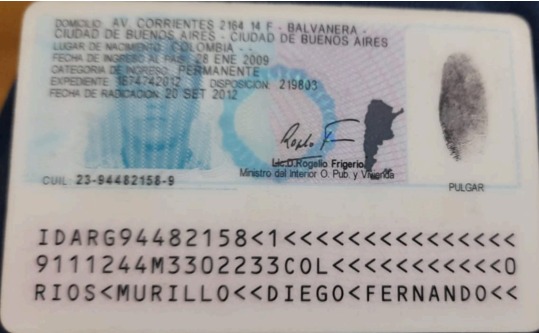 DOMICILIO: AV. CORRIENTES 2164 14 F - BALVANERA -
CIUDAD DE BUENOS AIRES - CIUDAD DE BUENOS AIRES
LUGAR DE NACIMIENTO: COLOMBIA - -
FECHA DE INGRESO AL PAIS: 28 ENE 2009
CATEGORIA DE INGRESO: PERMANENTE
EXPEDIENTE: 1874742012 DISPOSICION: 219803
FECHA DE RADICACION: 20 SET 2012
Lic.D.Rogelio Frigerio
Ministro del Interior O. Pub. y Vivienda
CUIL: 23-94482158-9
PULGAR
IDARG94482158<1<<<<<<<<<<<<<<<
9111244M3302233COL<<<<<<<<<<<0
RIOS<MURILLO<<DIEGO<FERNANDO<<